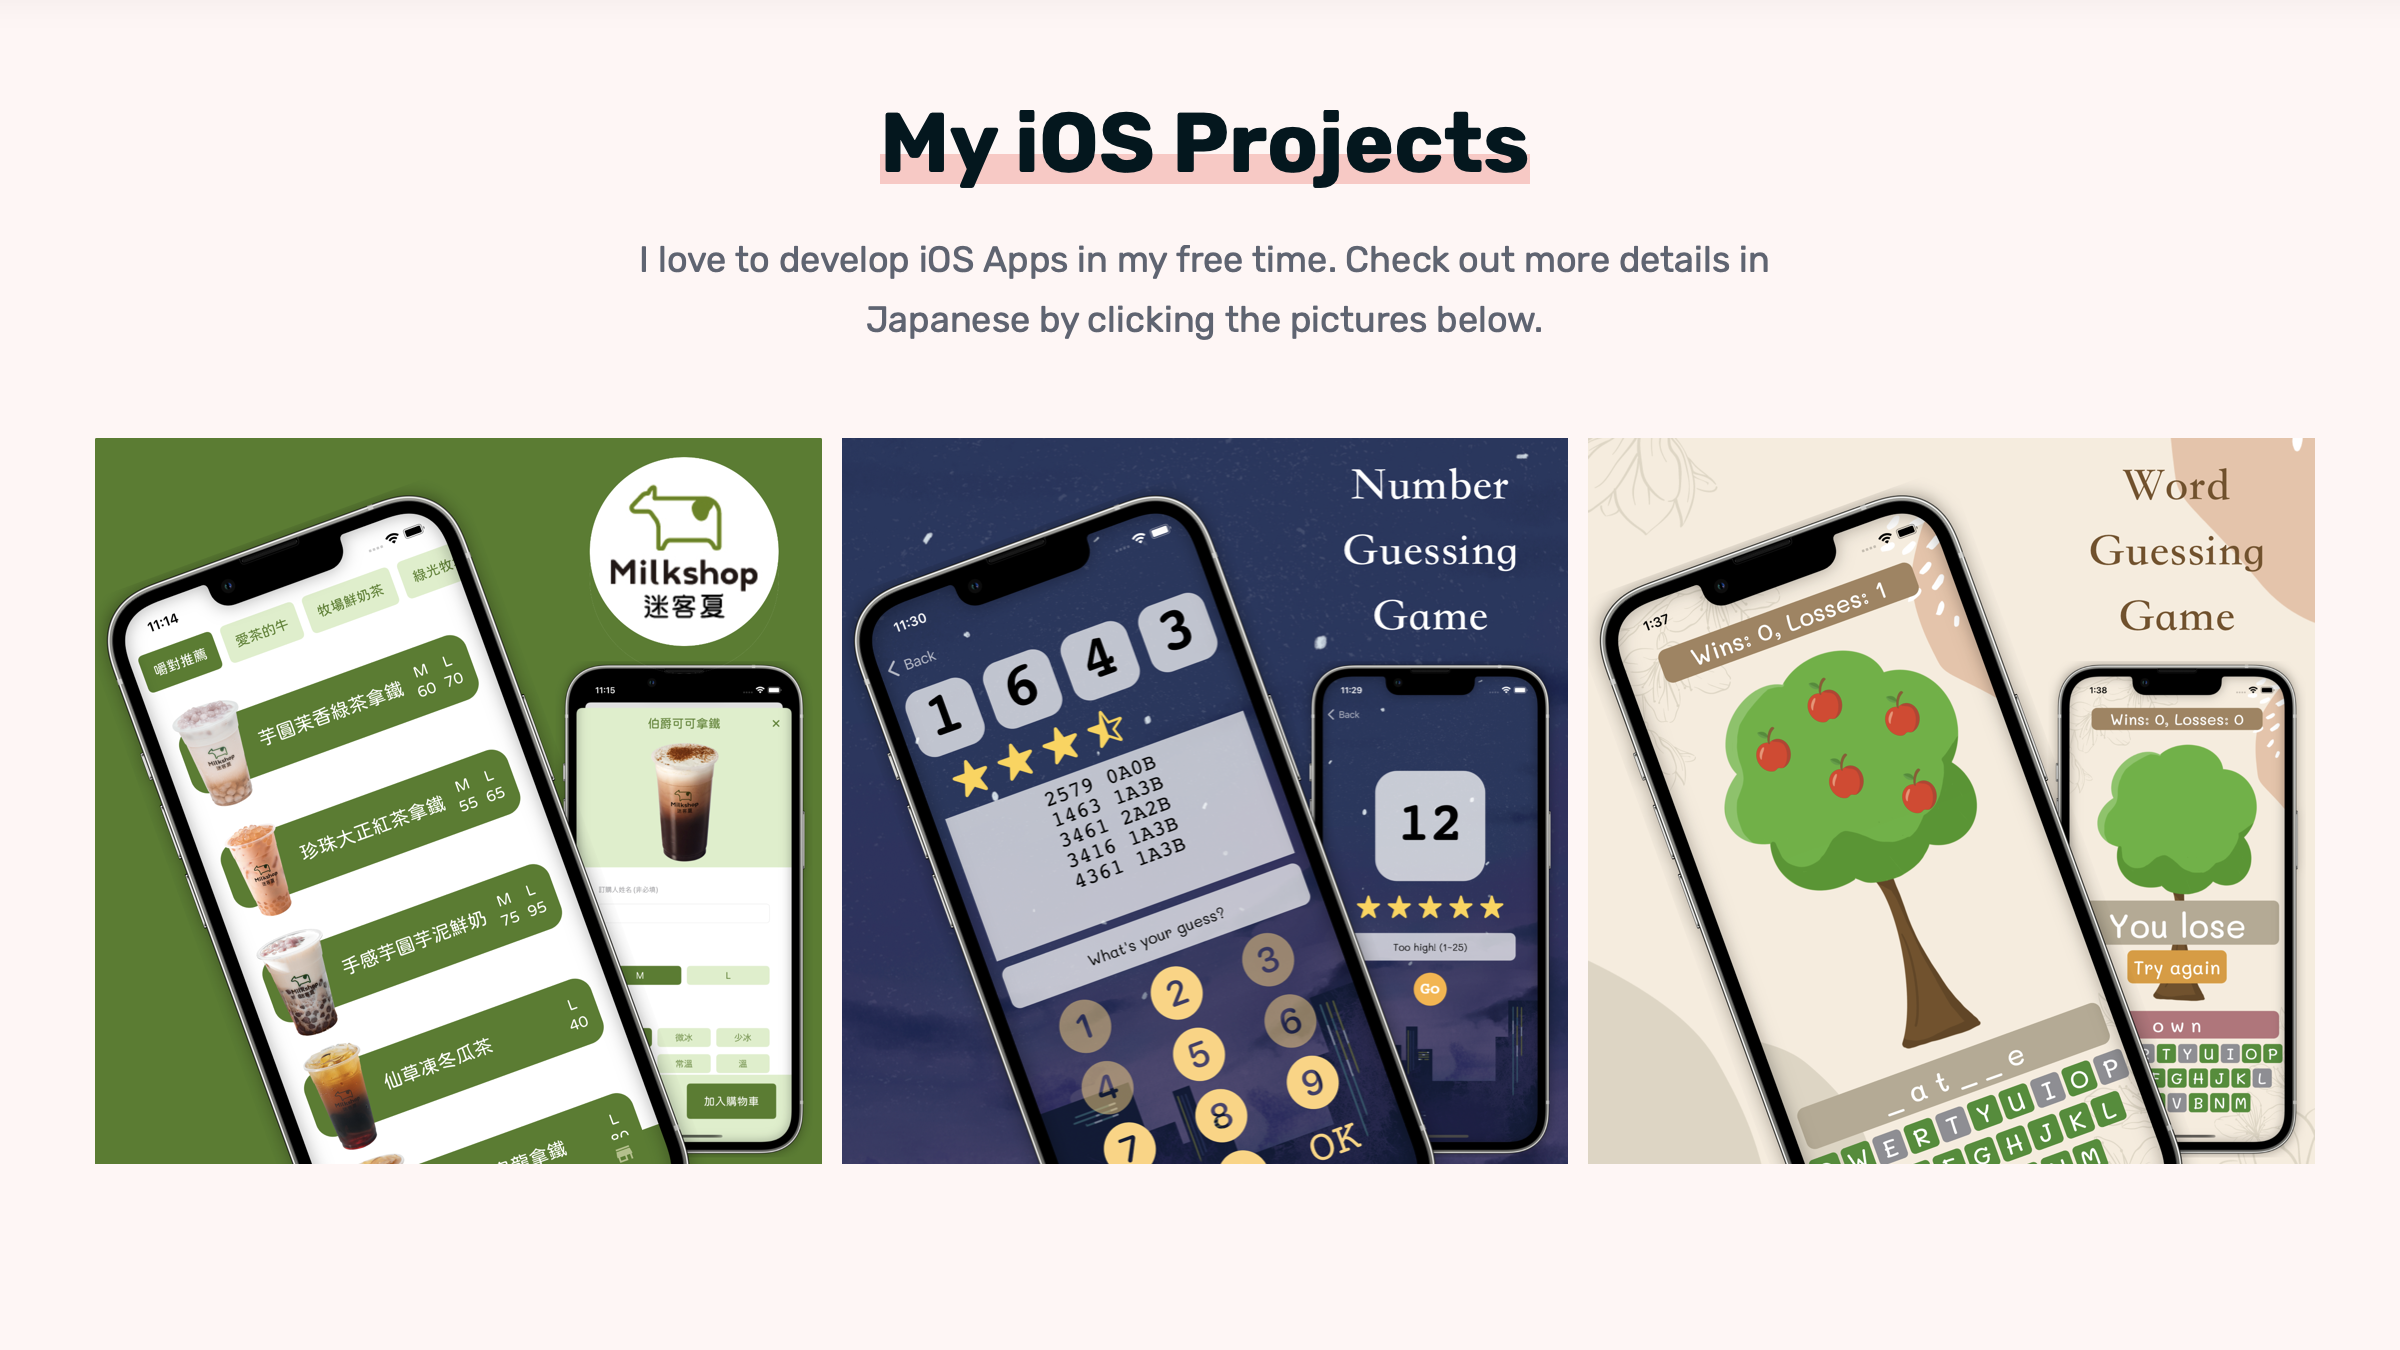 My iOS Projects
I love to develop iOS Apps in my free time. Check out more details in
Japanese by clicking the pictures below.
Milkshop
迷客夏
11:14
嚼對推薦
愛茶的牛
牧場鮮奶茶
綠光牧
M L
芋圓茉香綠茶拿鐵 60 70
M L
珍珠大正紅茶拿鐵 55 65
M L
手感芋圓芋泥鮮奶 75 95
L
仙草凍冬瓜茶 40
L
拿鐵
11:15
伯爵可可拿鐵 ×
訂購人姓名 (非必填)
M L
微冰 少冰
常溫 溫
加入購物車
Number
Guessing
Game
11:30
Back
1 6 4 3
2579 0A0B
1463 1A3B
3461 2A2B
3416 1A3B
4361 1A3B
What's your guess?
1 2 3
4 5 6
7 8 9
OK
11:29
Back
12
Too high! (1~25)
Go
Word
Guessing
Game
1:37
Wins: 0, Losses: 1
_ a t _ _ e
W E R T Y U I O P
G H J K L
N M
1:38
Wins: 0, Losses: 0
You lose
Try again
o w n
T Y U I O P
G H J K L
V B N M